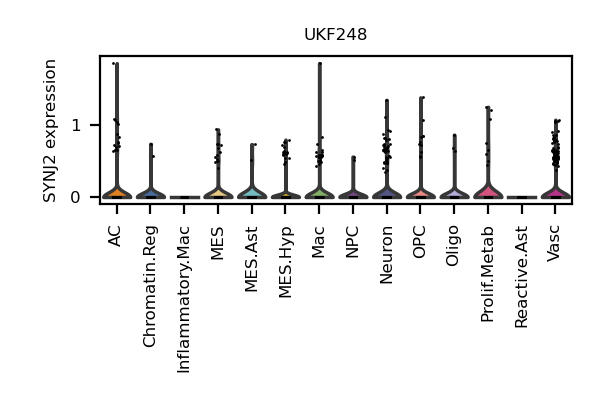 UKF248
SYNJ2 expression
1
0
AC
Chromatin.Reg
Inflammatory.Mac
MES
MES.Ast
MES.Hyp
Mac
NPC
Neuron
OPC
Oligo
Prolif.Metab
Reactive.Ast
Vasc